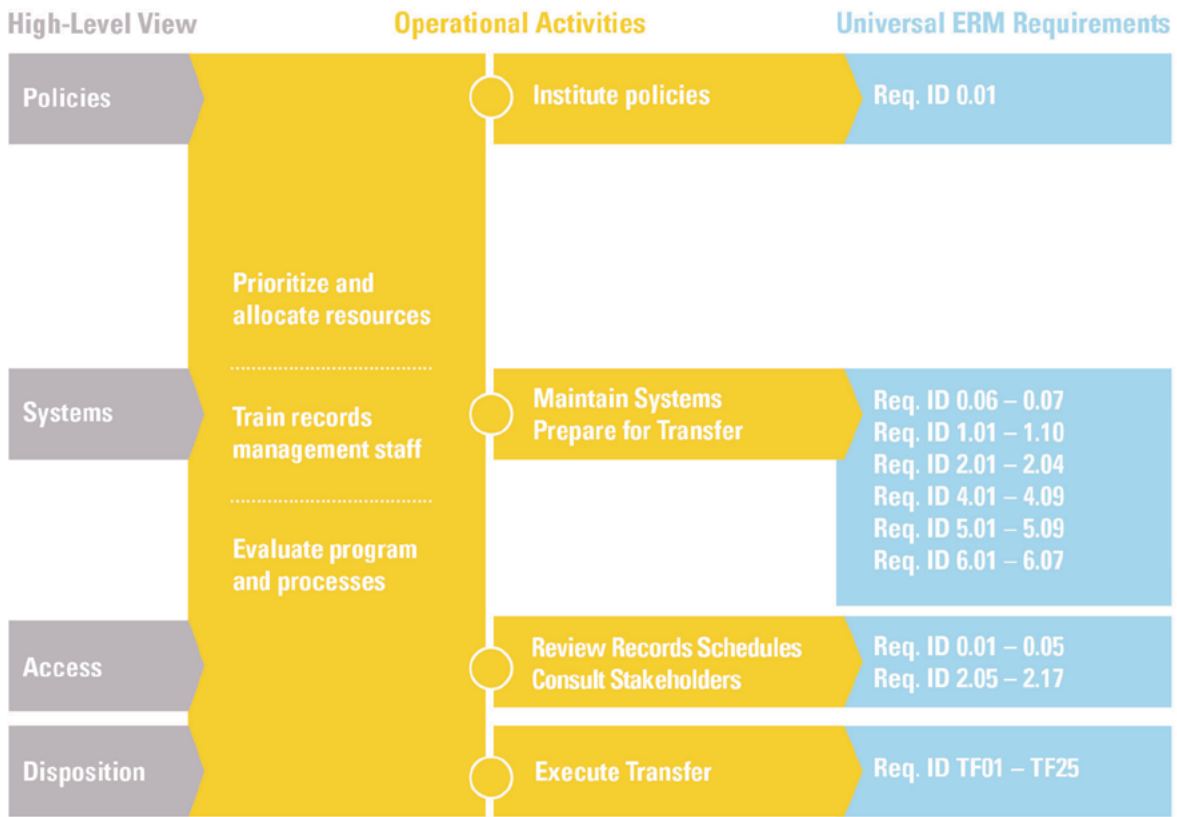 High-Level View
Operational Activities
Universal ERM Requirements
Policies
Institute policies
Req. ID 0.01
Prioritize and
allocate resources
Train records
management staff
Evaluate program
and processes
Systems
Maintain Systems
Prepare for Transfer
Req. ID 0.06 – 0.07
Req. ID 1.01 – 1.10
Req. ID 2.01 – 2.04
Req. ID 4.01 – 4.09
Req. ID 5.01 – 5.09
Req. ID 6.01 – 6.07
Access
Review Records Schedules
Consult Stakeholders
Req. ID 0.01 – 0.05
Req. ID 2.05 – 2.17
Disposition
Execute Transfer
Req. ID TF01 – TF25